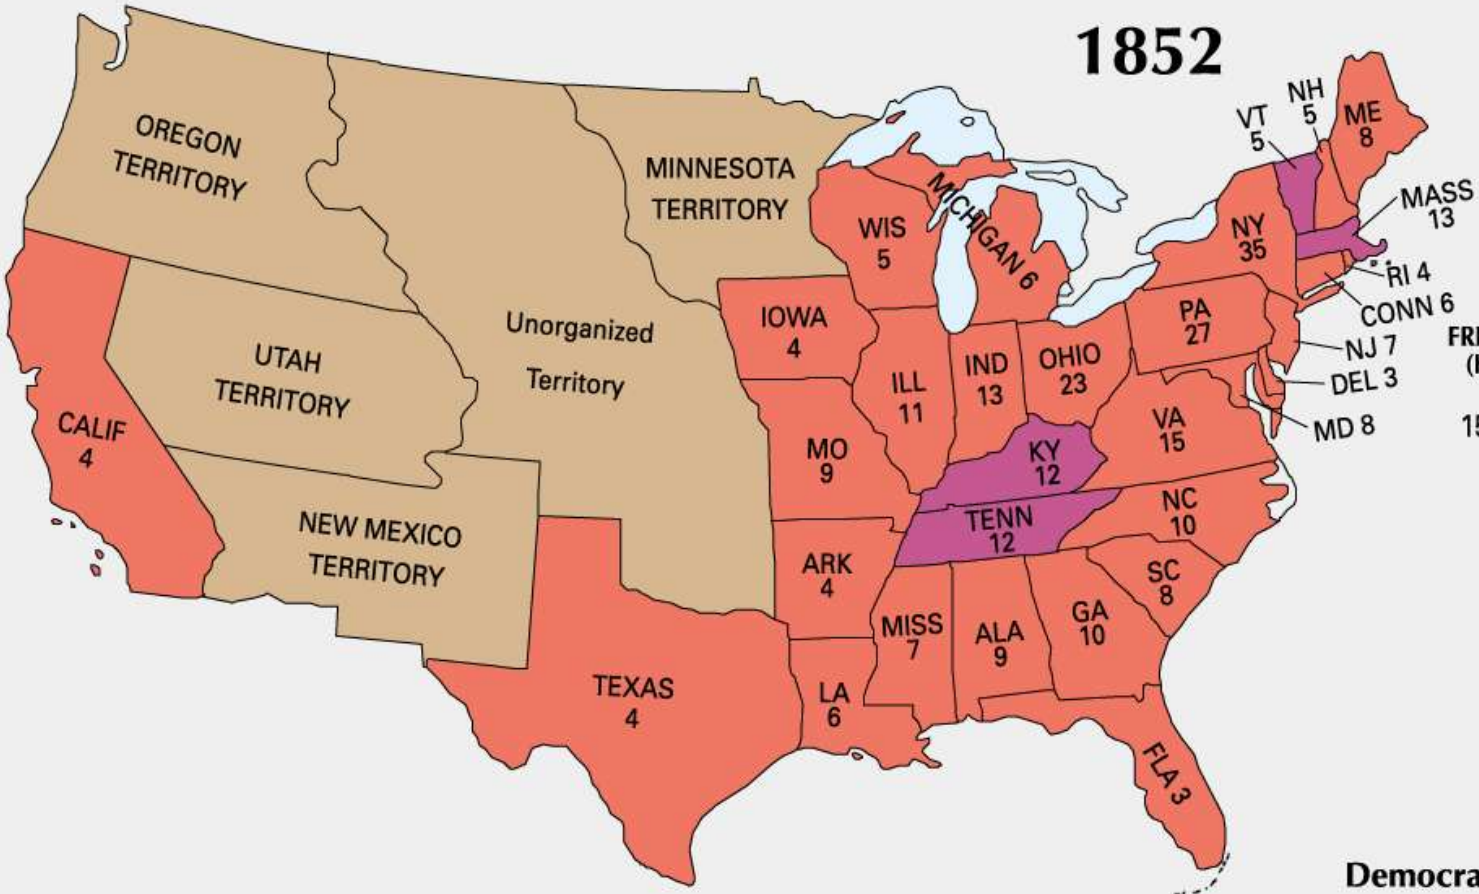 1852
OREGON
TERRITORY
MINNESOTA
TERRITORY
Unorganized
Territory
UTAH
TERRITORY
NEW MEXICO
TERRITORY
CALIF
4
TEXAS
4
WIS
5
MICHIGAN 6
IOWA
4
ILL
11
IND
13
OHIO
23
MO
9
KY
12
TENN
12
ARK
4
LA
6
MISS
7
ALA
9
GA
10
FLA 3
SC
8
NC
10
VA
15
PA
27
NY
35
VT
5
NH
5
ME
8
MASS
13
RI 4
CONN 6
NJ 7
DEL 3
MD 8
FR
(
15
Democra